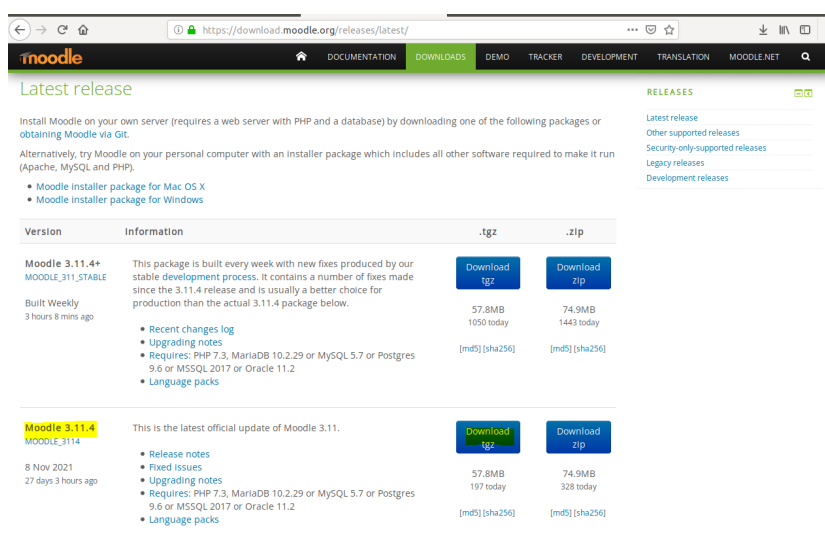 https://download.moodle.org/releases/latest/
moodle
DOCUMENTATION DOWNLOADS DEMO TRACKER DEVELOPMENT TRANSLATION MOODLE.NET
Latest release
Install Moodle on your own server (requires a web server with PHP and a database) by downloading one of the following packages or
obtaining Moodle via Git.
Alternatively, try Moodle on your personal computer with an installer package which includes all other software required to make it run
(Apache, MySQL and PHP).
• Moodle installer package for Mac OS X
• Moodle installer package for Windows
RELEASES
Latest release
Other supported releases
Security-only-supported releases
Legacy releases
Development releases
Version Information .tgz .zip
Moodle 3.11.4+
MOODLE_311_STABLE
Built Weekly
3 hours 8 mins ago
This package is built every week with new fixes produced by our
stable development process. It contains a number of fixes made
since the 3.11.4 release and is usually a better choice for
production than the actual 3.11.4 package below.
• Recent changes log
• Upgrading notes
• Requires: PHP 7.3, MariaDB 10.2.29 or MySQL 5.7 or Postgres
9.6 or MSSQL 2017 or Oracle 11.2
• Language packs
Download
tgz
57.8MB
1050 today
[md5] [sha256]
Download
zip
74.9MB
1443 today
[md5] [sha256]
Moodle 3.11.4
MOODLE_3114
8 Nov 2021
27 days 3 hours ago
This is the latest official update of Moodle 3.11.
• Release notes
• Fixed issues
• Upgrading notes
• Requires: PHP 7.3, MariaDB 10.2.29 or MySQL 5.7 or Postgres
9.6 or MSSQL 2017 or Oracle 11.2
• Language packs
Download
tgz
57.8MB
197 today
[md5] [sha256]
Download
zip
74.9MB
328 today
[md5] [sha256]